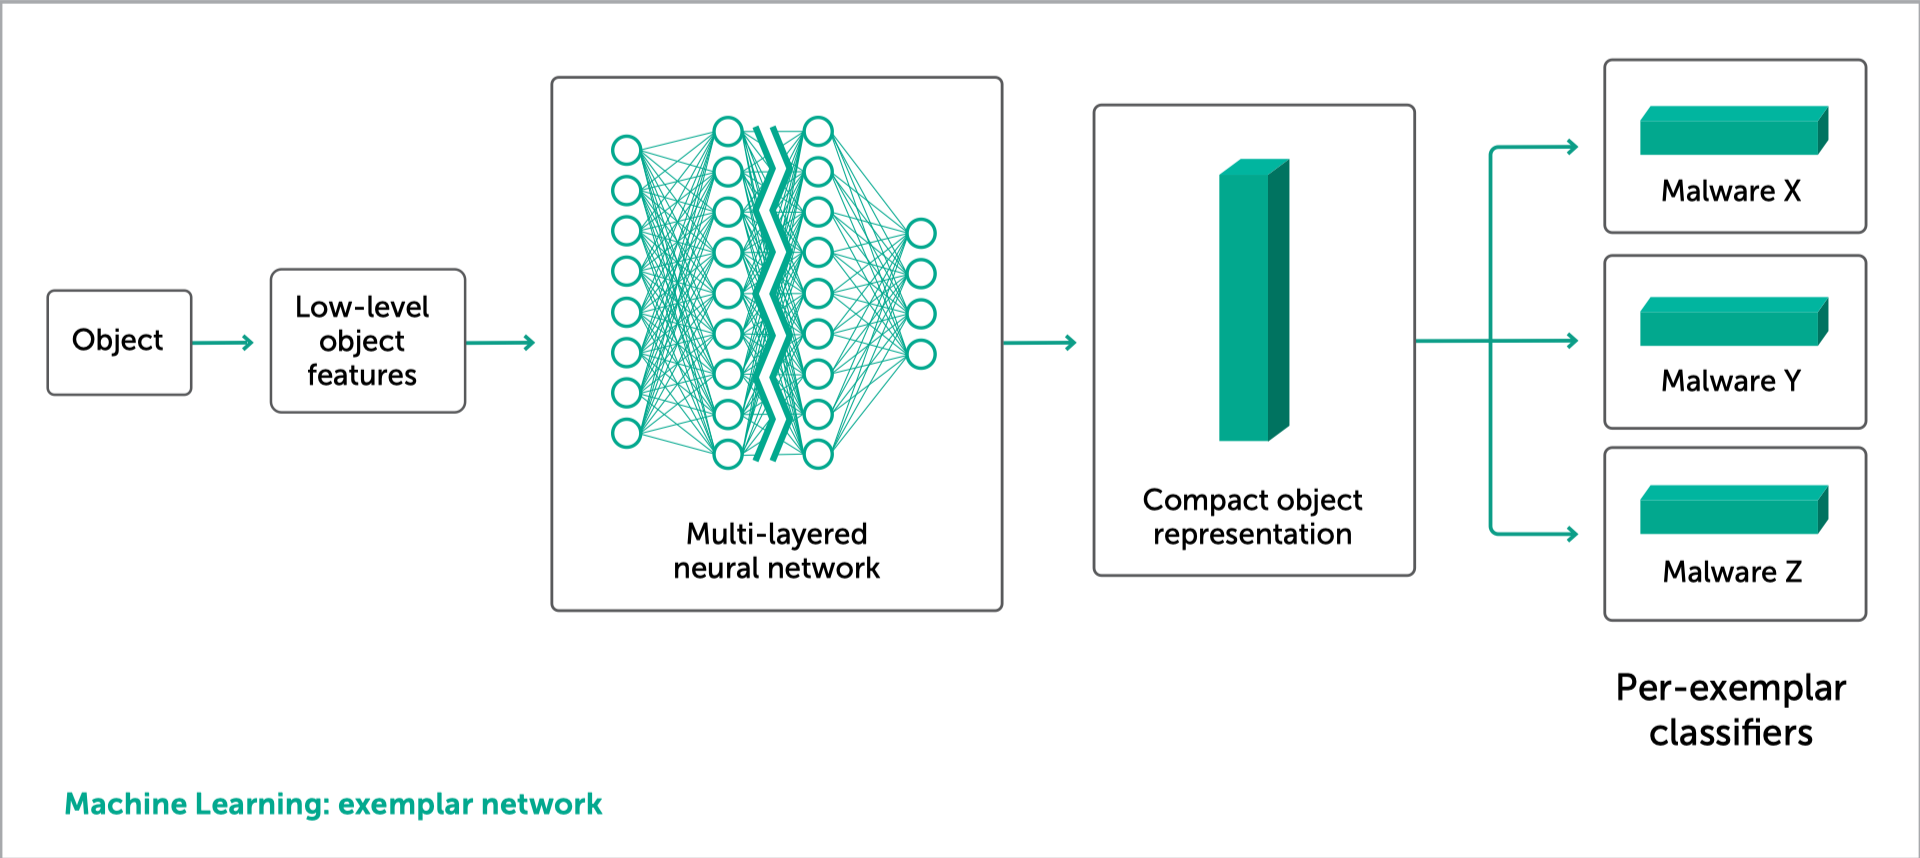 Object
Low-level
object
features
Multi-layered
neural network
Compact object
representation
Malware X
Malware Y
Malware Z
Per-exemplar
classifiers
Machine Learning: exemplar network